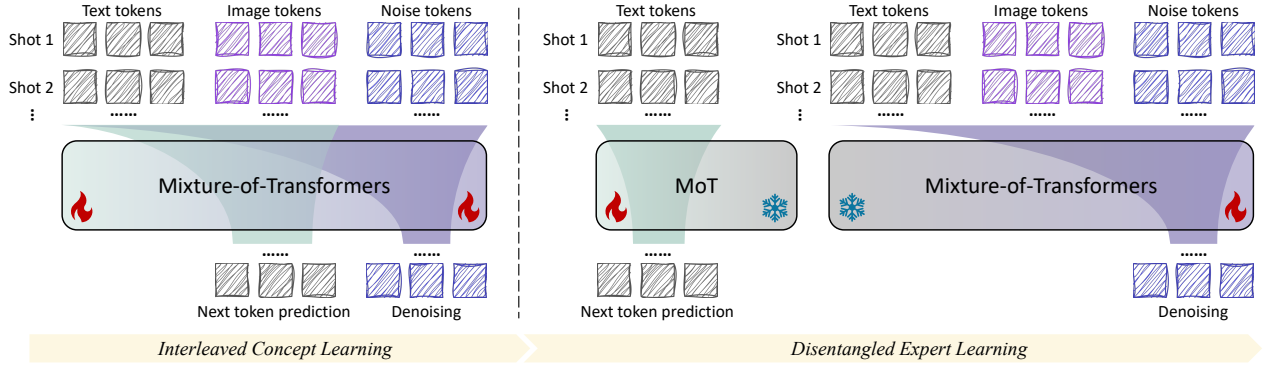 Text tokens Image tokens Noise tokens Text tokens Text tokens Image tokens Noise tokens
Shot 1 Shot 1 Shot 1
Shot 2 Shot 2 Shot 2
⋮ ...... ...... ...... ⋮ ...... ⋮ ...... ...... ......
Mixture-of-Transformers MoT Mixture-of-Transformers
...... ...... ...... ......
Next token prediction Denoising Next token prediction Denoising
Interleaved Concept Learning Disentangled Expert Learning